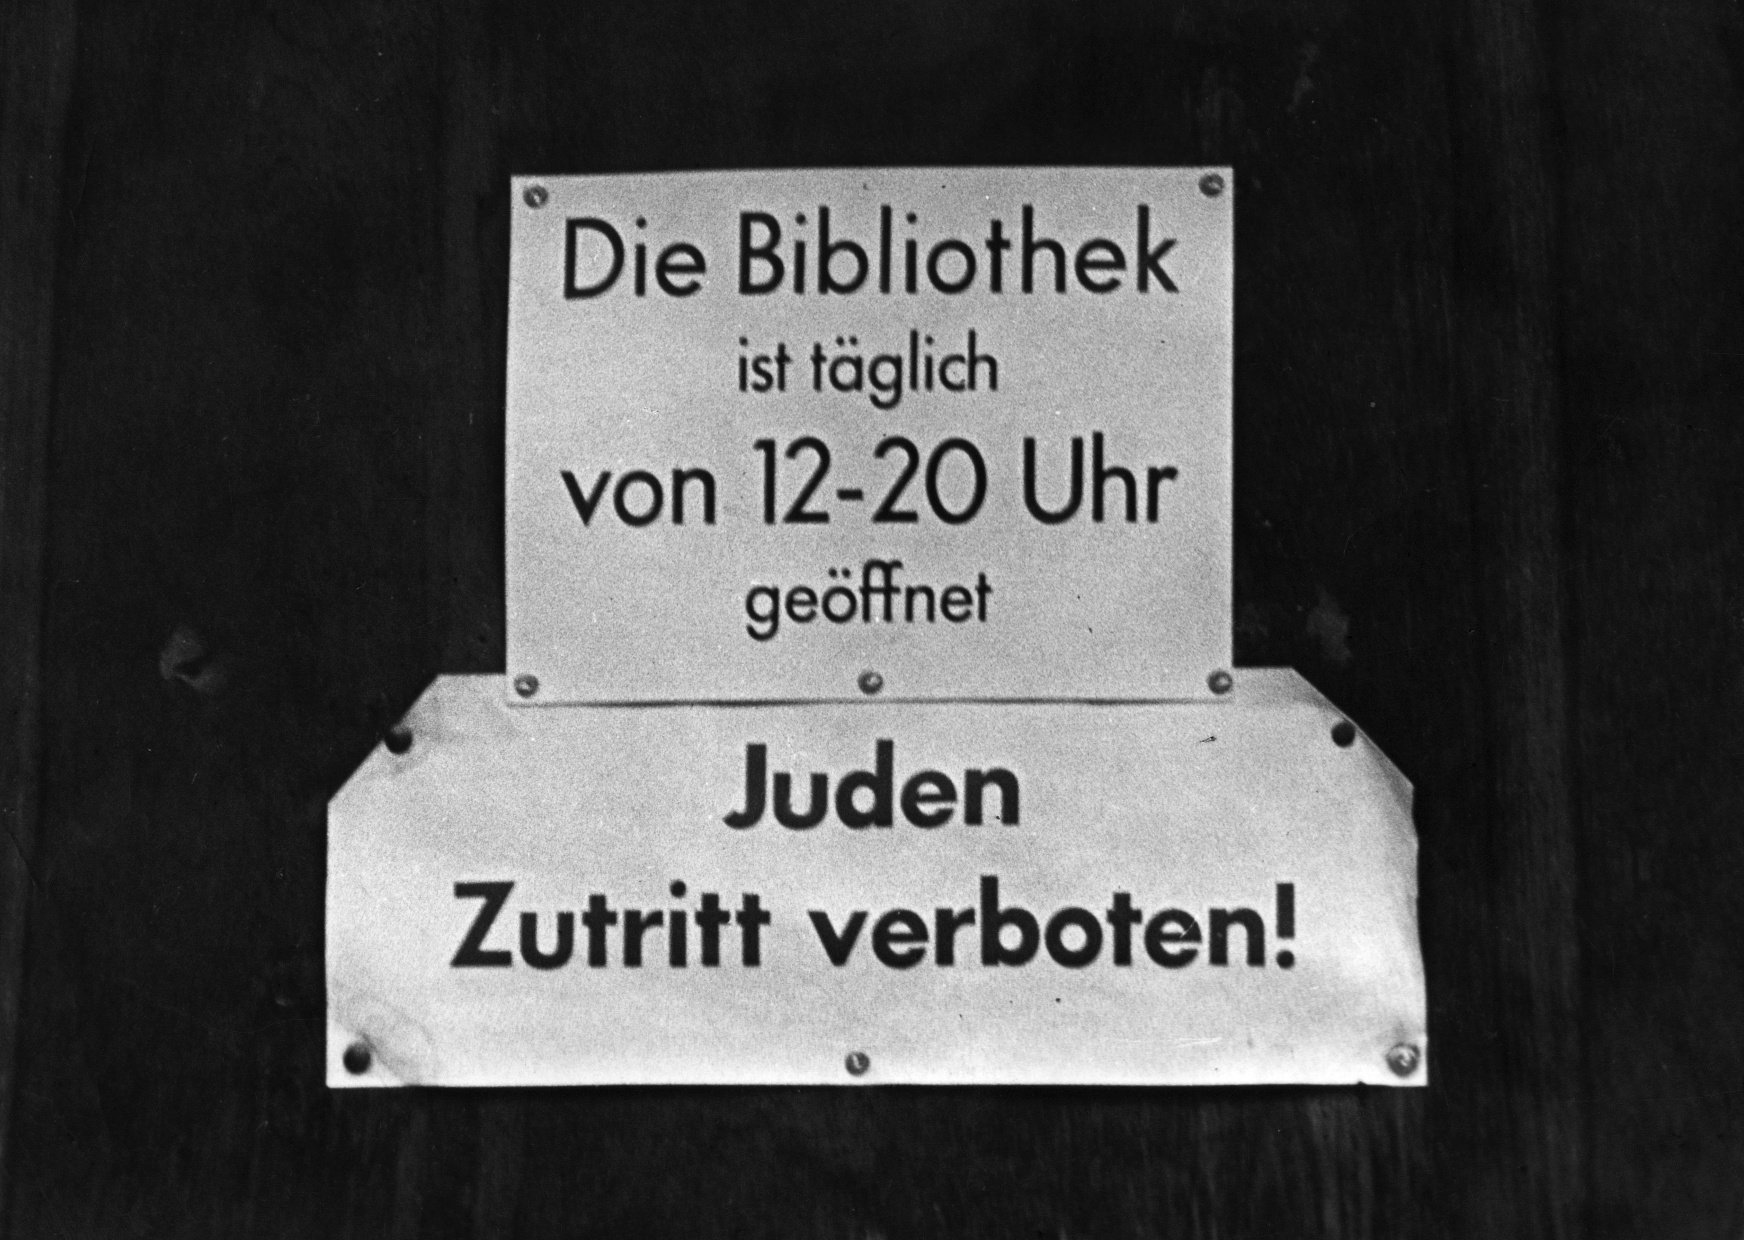 Die Bibliothek
ist täglich
von 12-20 Uhr
geöffnet
Juden
Zutritt verboten!